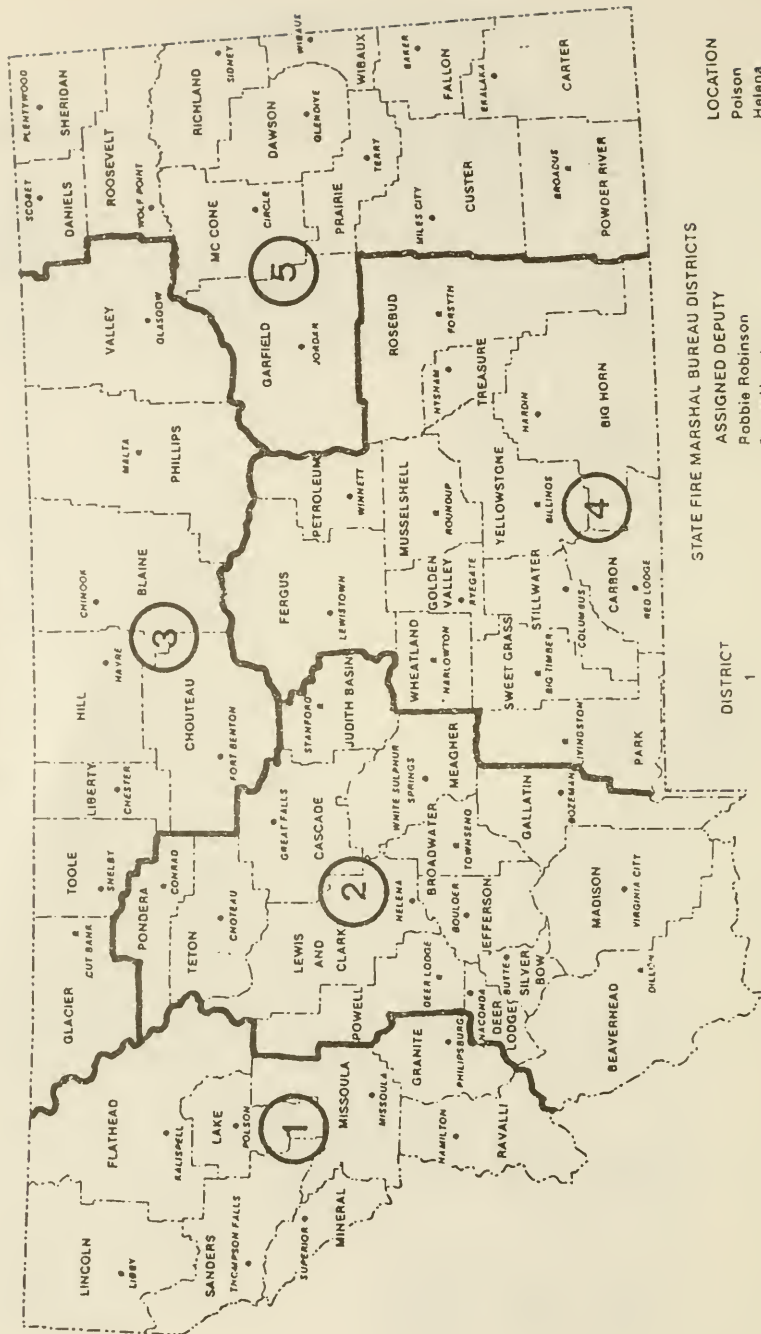 LINCOLN
LIBBY
FLATHEAD
KALISPELL
SANDERS
THOMPSON FALLS
LAKE
POLSON
SUPERIOR
MINERAL
1
MISSOULA
MISSOULA
GRANITE
PHILIPSBURG
HAMILTON
RAVALLI
GLACIER
CUT BANK
TOOLE
SHELBY
LIBERTY
CHESTER
HILL
HAVRE
CHINOOK
BLAINE
3
MALTA
PHILLIPS
VALLEY
GLASGOW
CHOUTEAU
FORT BENTON
PONDERA
CONRAD
TETON
CHOTEAU
GREAT FALLS
CASCADE
STANFORD
JUDITH BASIN
LEWIS
AND
CLARK
2
HELENA
POWELL
DEER LODGE
WHITE SULPHUR
SPRINGS
MEAGHER
BROADWATER
TOWNSEND
BOULDER
JEFFERSON
ANACONDA
DEER
LODGE
BUTTE
SILVER
BOW
GALLATIN
BOZEMAN
MADISON
VIRGINIA CITY
BEAVERHEAD
DILLON
SCOBEY
DANIELS
PLENTYWOOD
SHERIDAN
ROOSEVELT
WOLF POINT
RICHLAND
SIDNEY
MC CONE
CIRCLE
DAWSON
GLENDIVE
WIBAUX
WIBAUX
5
GARFIELD
JORDAN
PRAIRIE
TERRY
MILES CITY
CUSTER
BAKER
FALLON
EKALAKA
CARTER
BROADUS
POWDER RIVER
FERGUS
LEWISTOWN
PETROLEUM
WINNETT
WHEATLAND
HARLOWTON
GOLDEN
VALLEY
RYEGATE
MUSSELSHELL
ROUNDUP
ROSEBUD
FORSYTH
HYSHAM
TREASURE
YELLOWSTONE
BILLINGS
HARDIN
BIG HORN
SWEET GRASS
BIG TIMBER
STILLWATER
COLUMBUS
4
CARBON
RED LODGE
LIVINGSTON
PARK
STATE FIRE MARSHAL BUREAU DISTRICTS
DISTRICT ASSIGNED DEPUTY LOCATION
1 Robbie Robinson Polson
Helena